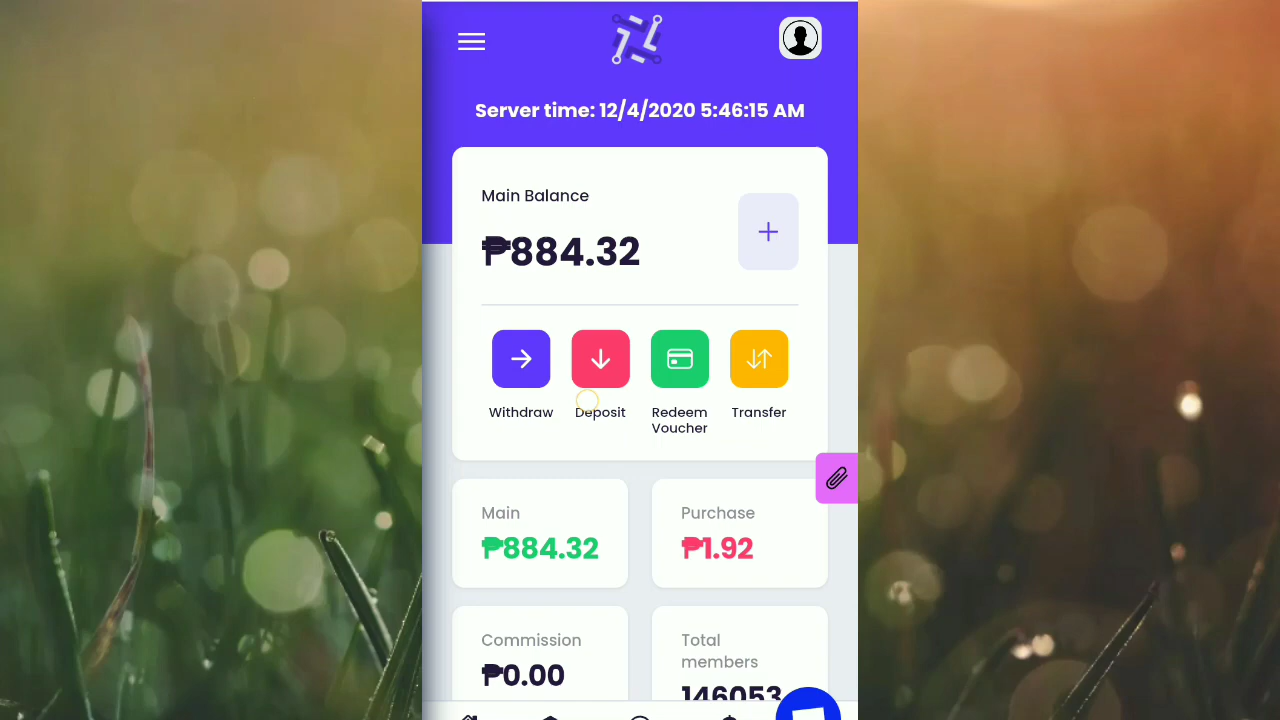 Server time: 12/4/2020 5:46:15 AM
Main Balance
₱884.32
Withdraw
Deposit
Redeem
Voucher
Transfer
Main
₱884.32
Purchase
₱1.92
Commission
₱0.00
Total
members
146053